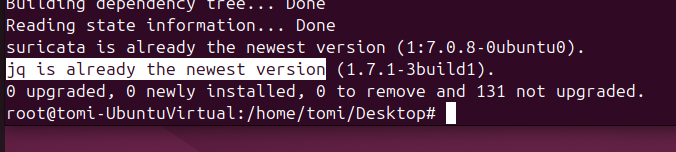 Building dependency tree... Done
Reading state information... Done
suricata is already the newest version (1:7.0.8-0ubuntu0).
jq is already the newest version (1.7.1-3build1).
0 upgraded, 0 newly installed, 0 to remove and 131 not upgraded.
root@tomi-UbuntuVirtual:/home/tomi/Desktop#